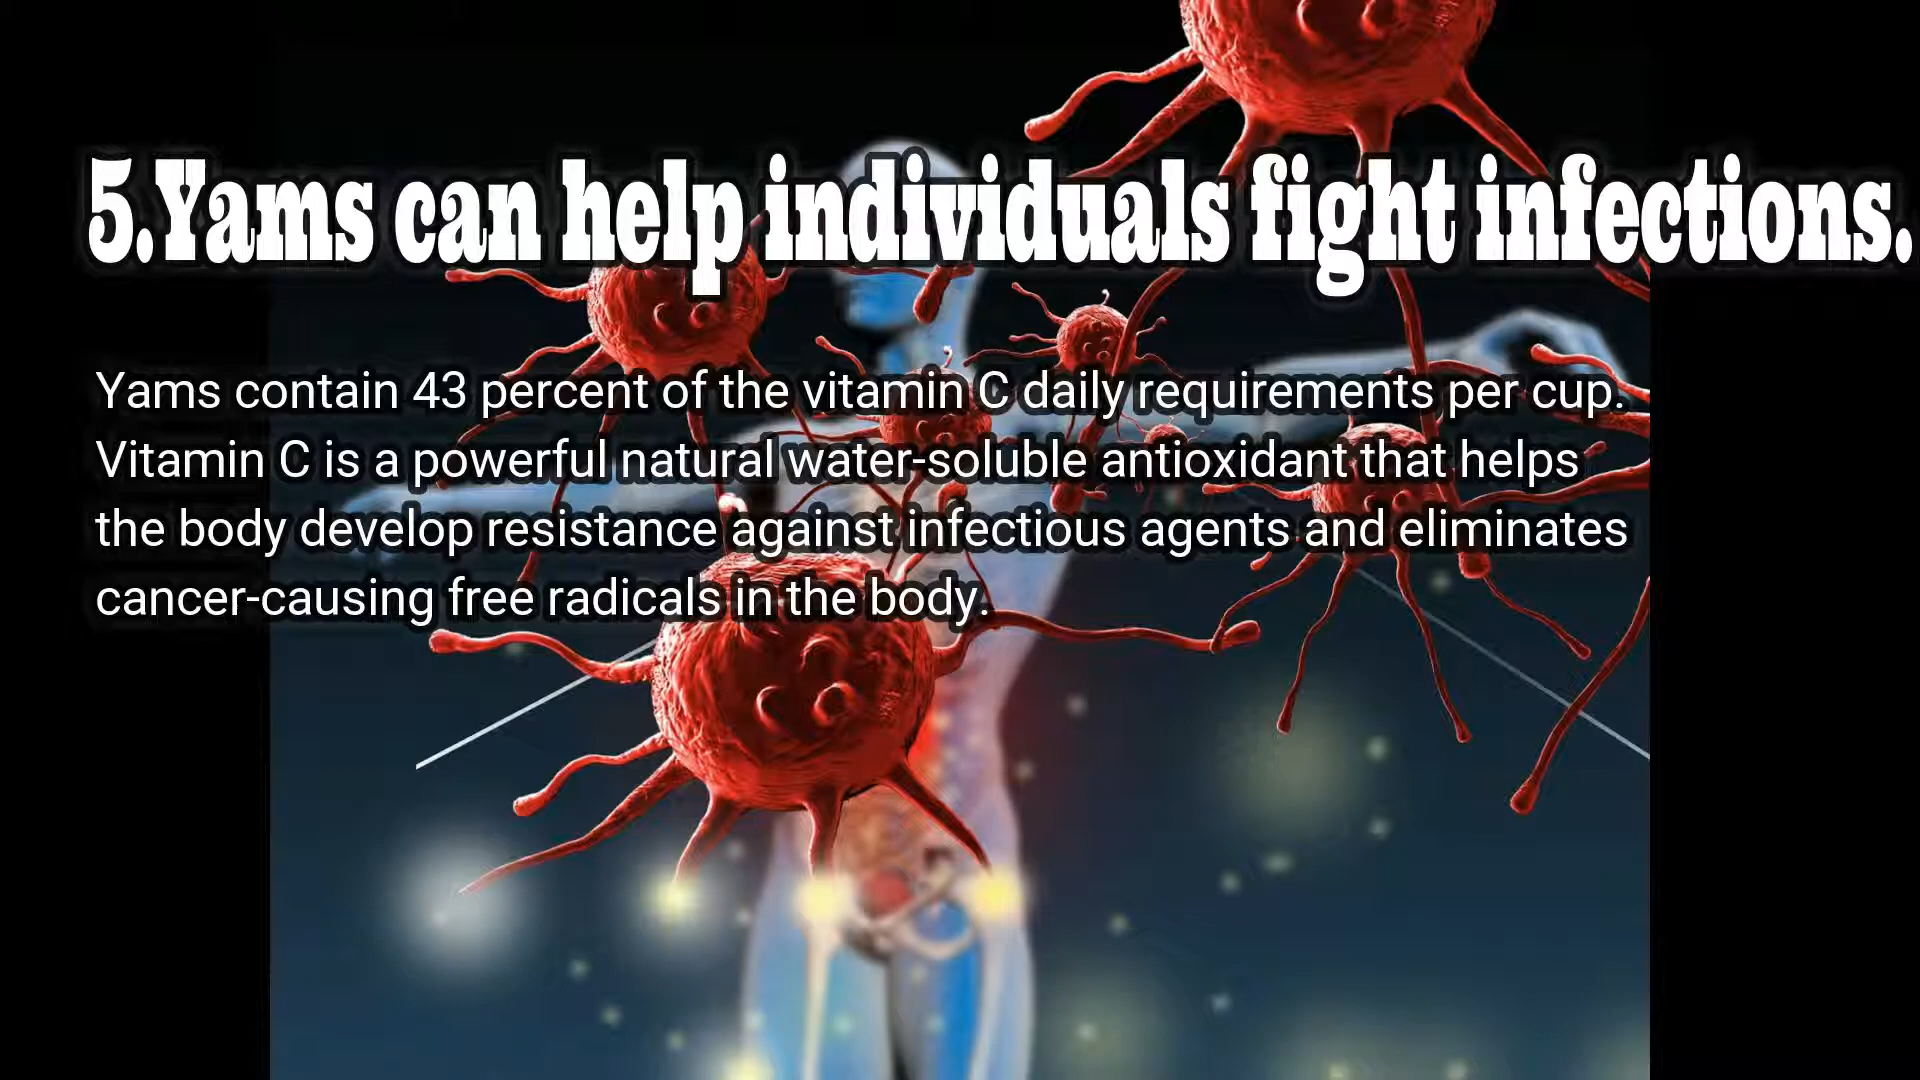 5.Yams can help individuals fight infections.
Yams contain 43 percent of the vitamin C daily requirements per cup.
Vitamin C is a powerful natural water-soluble antioxidant that helps
the body develop resistance against infectious agents and eliminates
cancer-causing free radicals in the body.